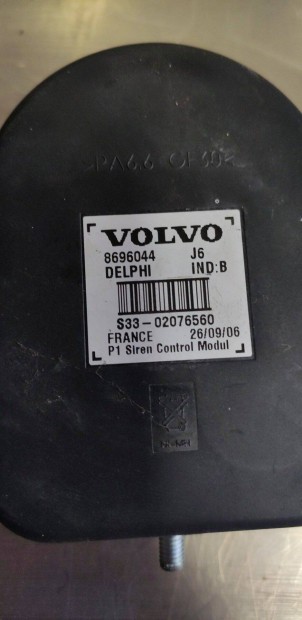 VOLVO
8696044 J6
DELPHI IND:B
S33-02076560
FRANCE 26/09/06
P1 Siren Control Modul